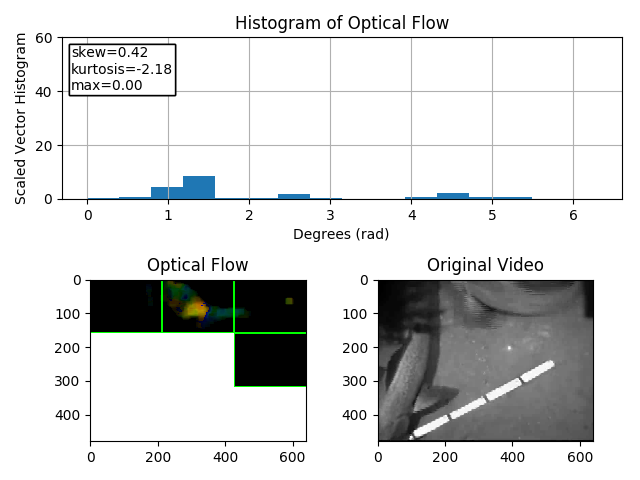 Histogram of Optical Flow
Scaled Vector Histogram
60
40
20
0
skew=0.42
kurtosis=-2.18
max=0.00
0 1 2 3 4 5 6
Degrees (rad)
Optical Flow
0
100
200
300
400
0 200 400 600
Original Video
0
100
200
300
400
0 200 400 600